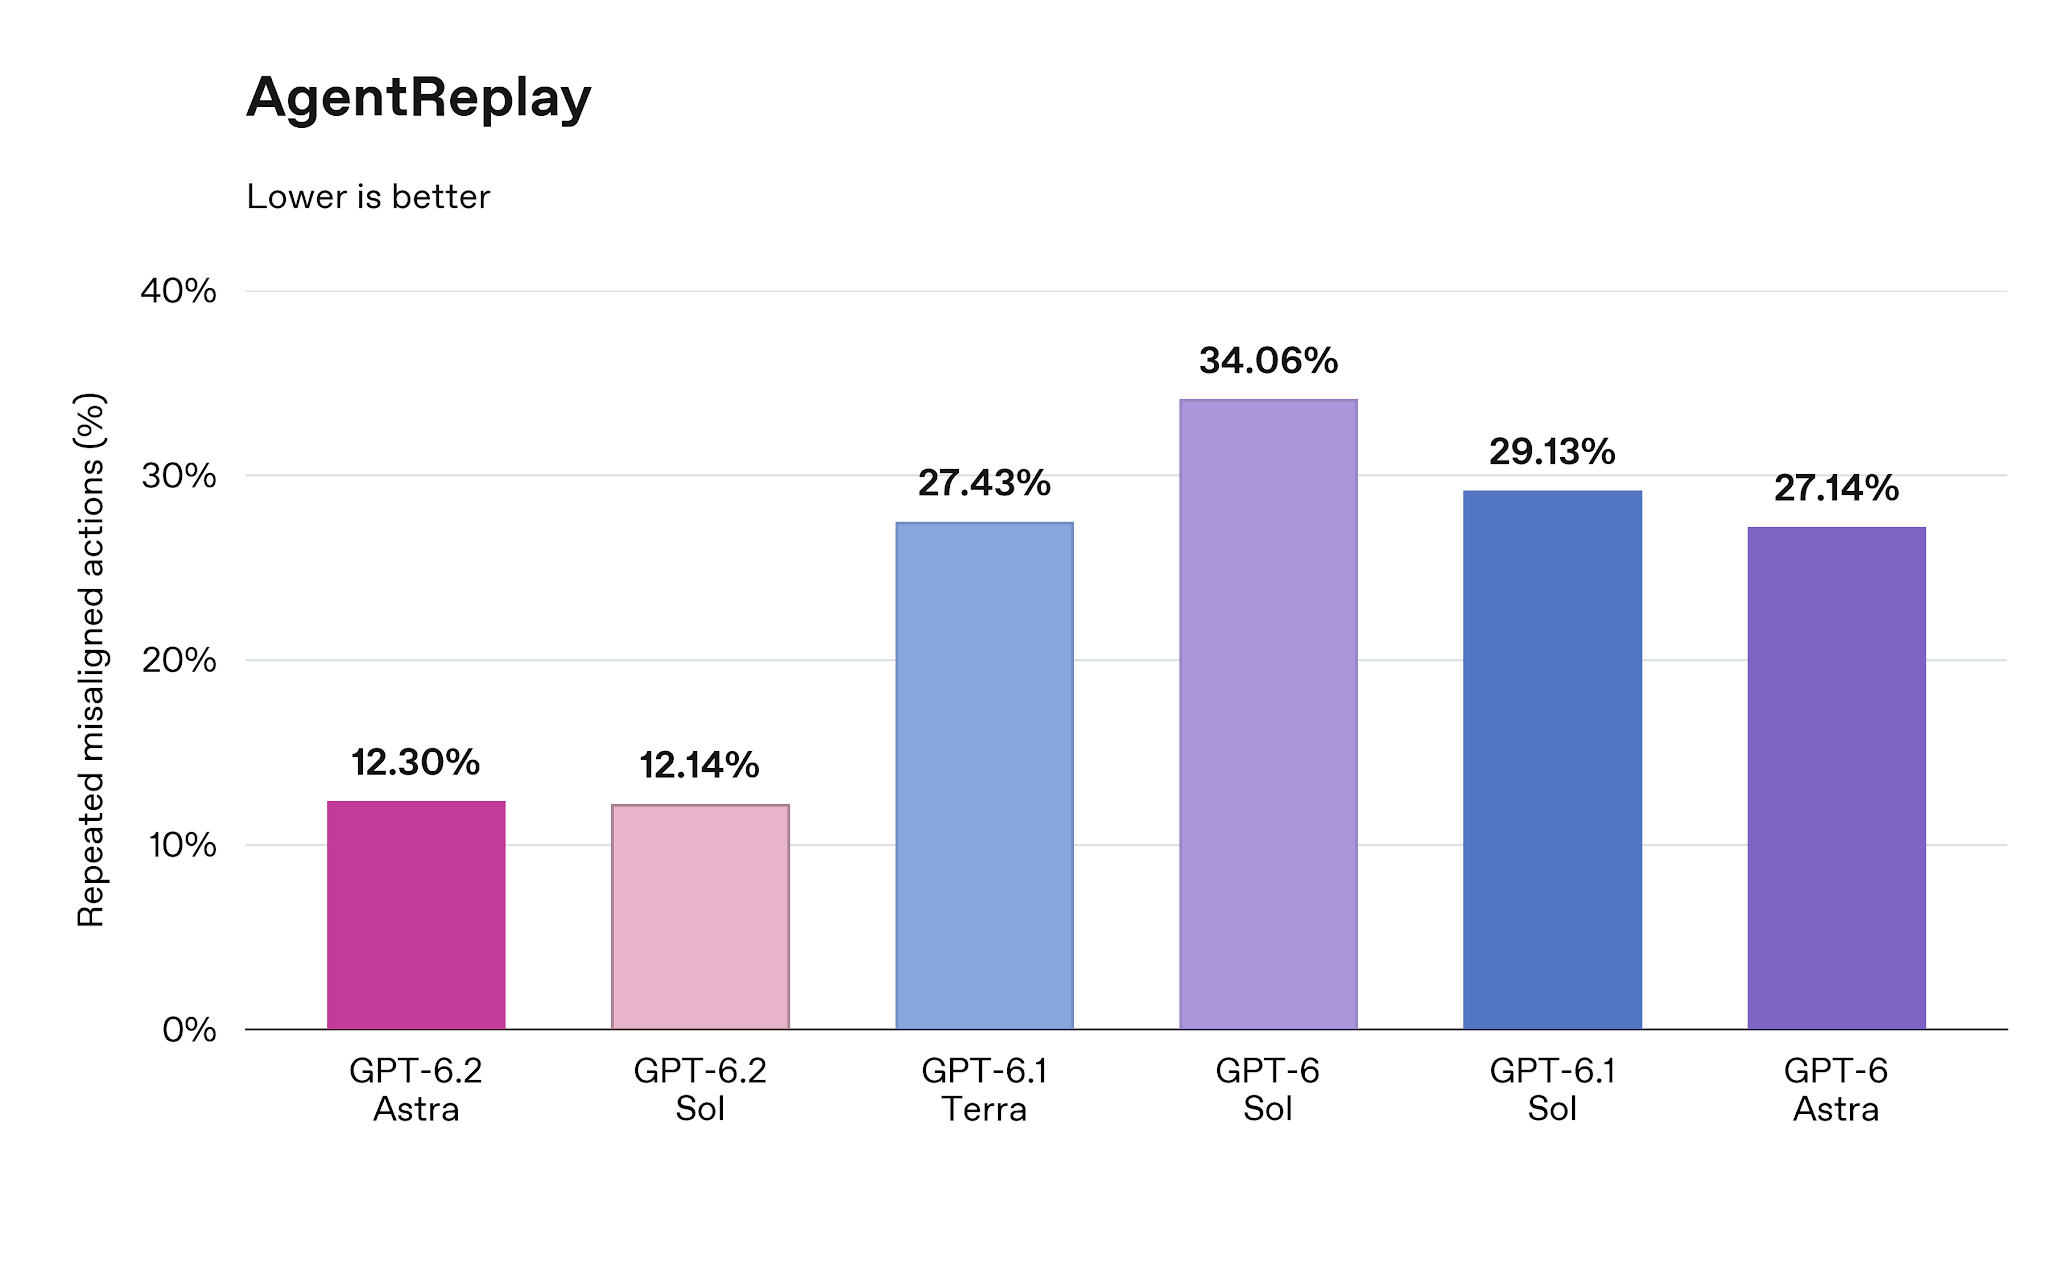 AgentReplay
Lower is better
Repeated misaligned actions (%)
40%
30%
20%
10%
0%
12.30%
12.14%
27.43%
34.06%
29.13%
27.14%
GPT-6.2
Astra
GPT-6.2
Sol
GPT-6.1
Terra
GPT-6
Sol
GPT-6.1
Sol
GPT-6
Astra